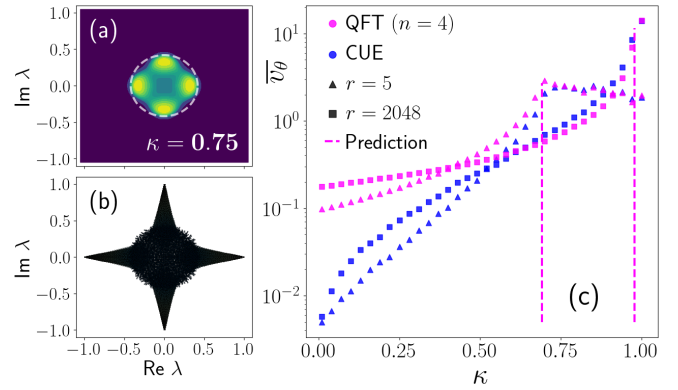 (a)
κ = 0.75
Im λ
1.0
0.5
0.0
−0.5
−1.0
(b)
Im λ
1.0
0.5
0.0
−0.5
−1.0
−1.0 −0.5 0.0 0.5 1.0
Re λ
v̅_θ
10¹
10⁰
10⁻¹
10⁻²
QFT (n = 4)
CUE
r = 5
r = 2048
Prediction
(c)
0.00 0.25 0.50 0.75 1.00
κ